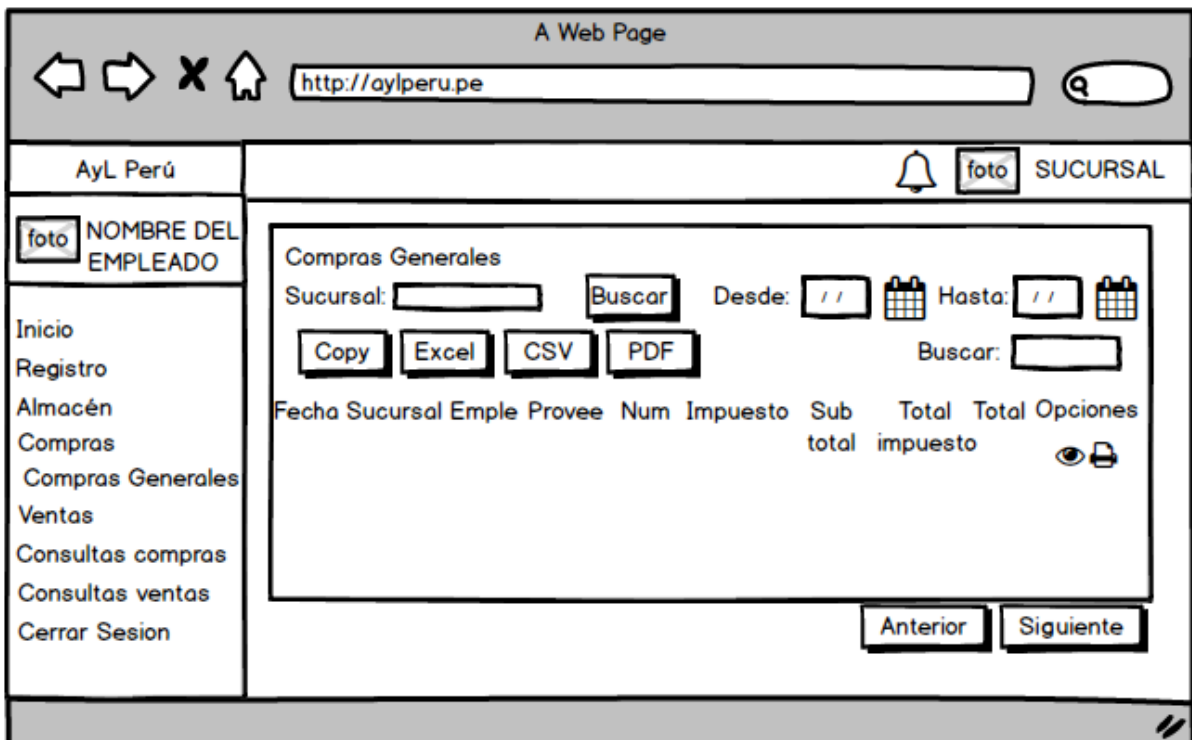 A Web Page
http://aylperu.pe
AyL Perú
foto SUCURSAL
foto NOMBRE DEL
EMPLEADO
Inicio
Registro
Almacén
Compras
Compras Generales
Ventas
Consultas compras
Consultas ventas
Cerrar Sesion
Compras Generales
Sucursal: Buscar Desde: / / Hasta: / /
Copy Excel CSV PDF Buscar:
Fecha Sucursal Emple Provee Num Impuesto Sub Total Total Opciones
total impuesto
Anterior Siguiente